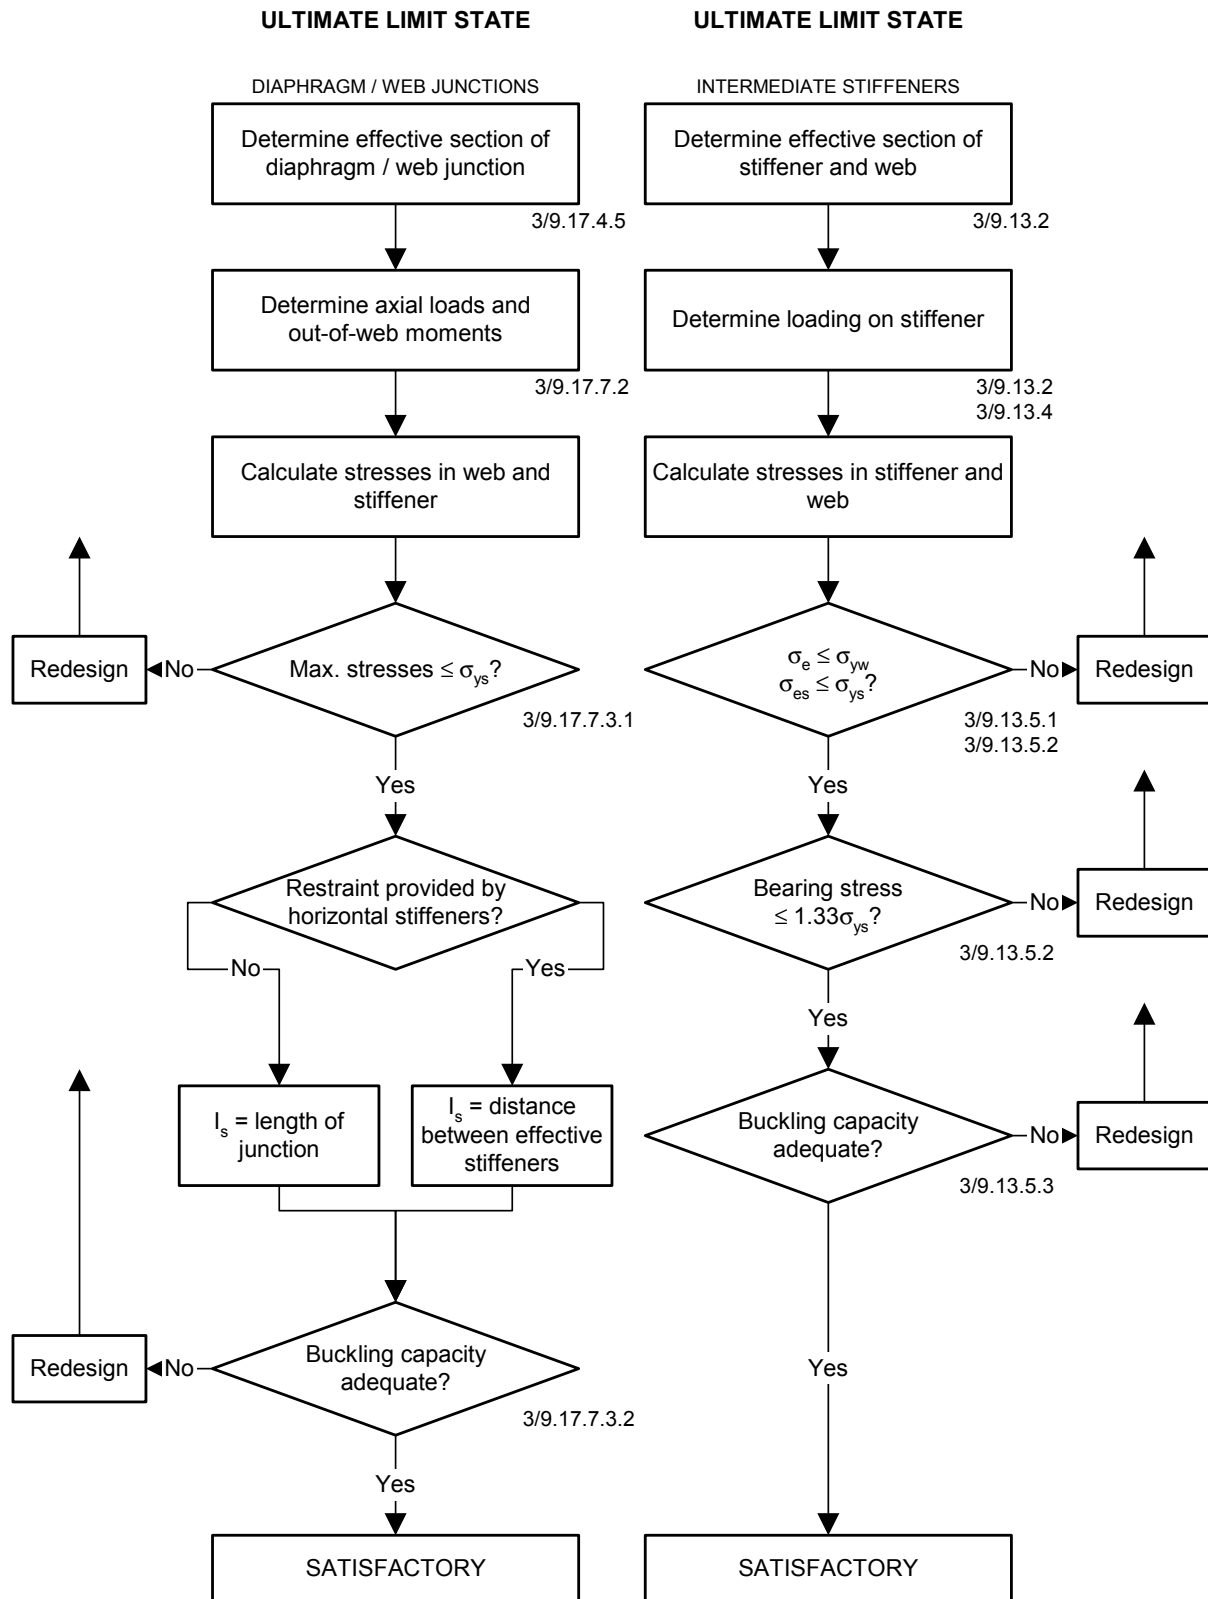 ULTIMATE LIMIT STATE
DIAPHRAGM / WEB JUNCTIONS
Determine effective section of
diaphragm / web junction
3/9.17.4.5
Determine axial loads and
out-of-web moments
3/9.17.7.2
Calculate stresses in web and
stiffener
Max. stresses ≤ σys?
No
Redesign
3/9.17.7.3.1
Yes
Restraint provided by
horizontal stiffeners?
No
Yes
ls = length of
junction
ls = distance
between effective
stiffeners
Buckling capacity
adequate?
No
Redesign
3/9.17.7.3.2
Yes
SATISFACTORY
ULTIMATE LIMIT STATE
INTERMEDIATE STIFFENERS
Determine effective section of
stiffener and web
3/9.13.2
Determine loading on stiffener
3/9.13.2
3/9.13.4
Calculate stresses in stiffener and
web
σe ≤ σyw
σes ≤ σys?
No
Redesign
3/9.13.5.1
3/9.13.5.2
Yes
Bearing stress
≤ 1.33σys?
No
Redesign
3/9.13.5.2
Yes
Buckling capacity
adequate?
No
Redesign
3/9.13.5.3
Yes
SATISFACTORY